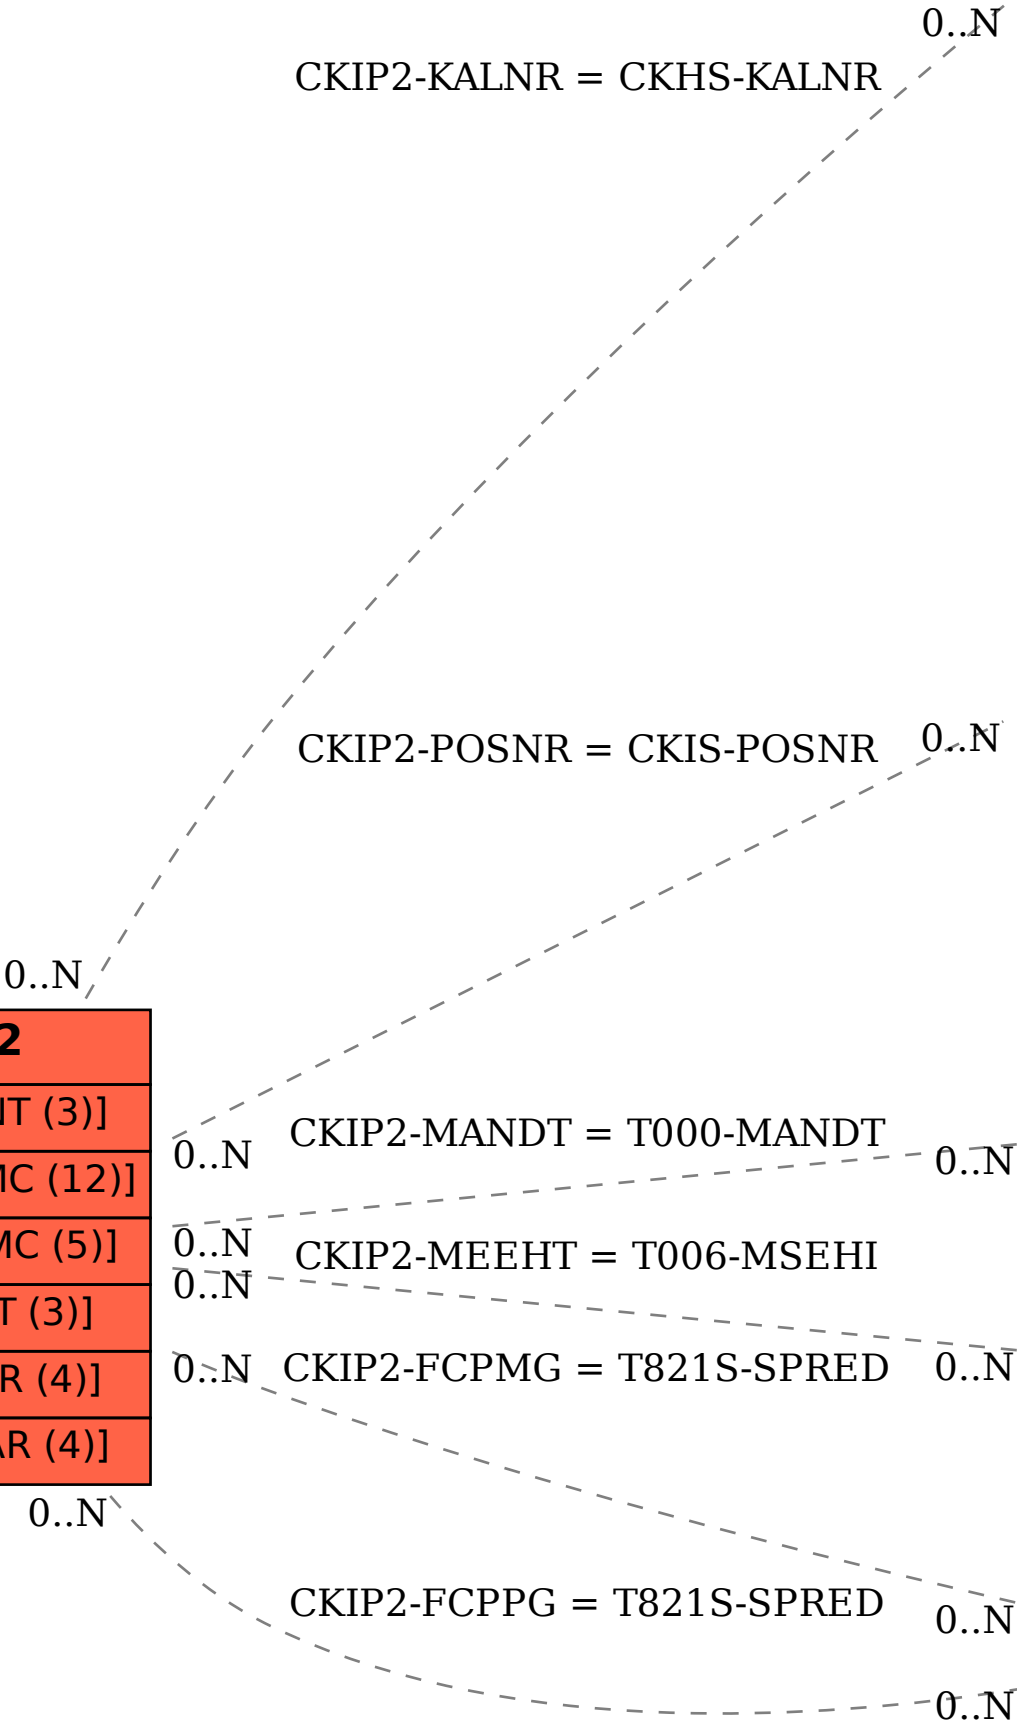 0..N
CKIP2-KALNR = CKHS-KALNR
CKIP2-POSNR = CKIS-POSNR
0..N
0..N
2
NT (3)]
MC (12)]
MC (5)]
T (3)]
R (4)]
AR (4)]
0..N
CKIP2-MANDT = T000-MANDT
0..N
0..N
CKIP2-MEEHT = T006-MSEHI
0..N
0..N
CKIP2-FCPMG = T821S-SPRED
0..N
0..N
0..N
CKIP2-FCPPG = T821S-SPRED
0..N
0..N